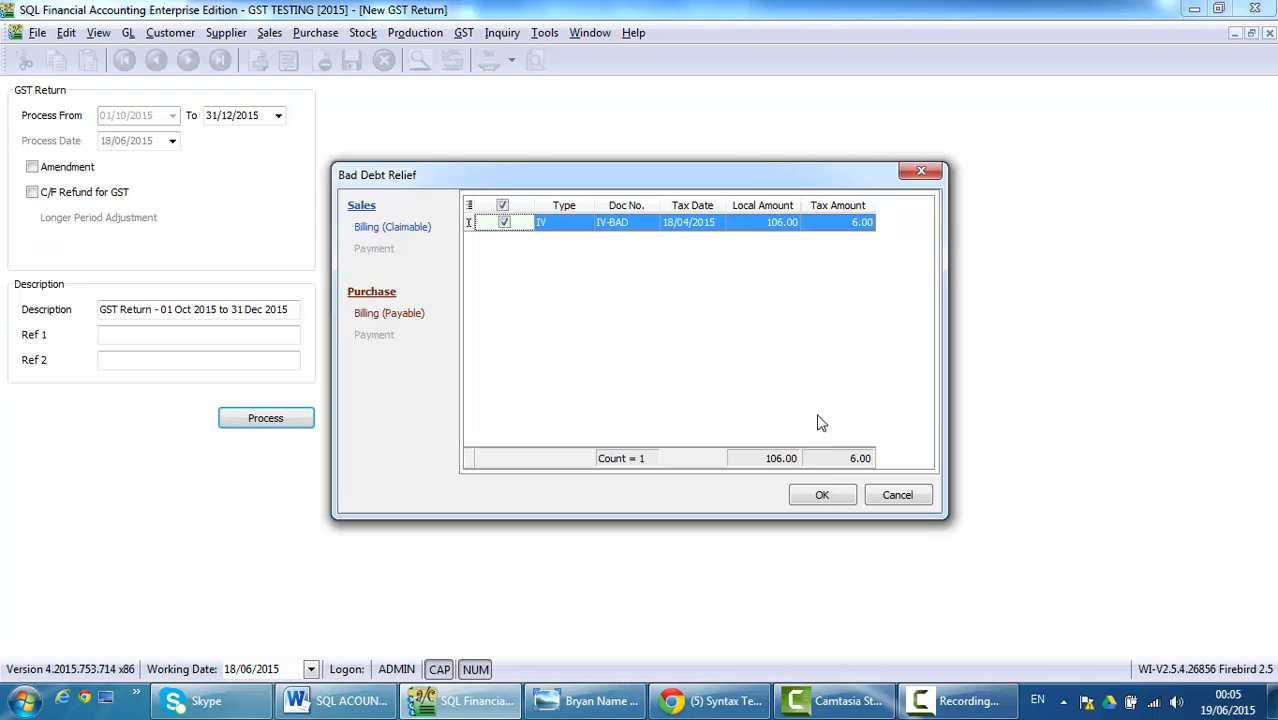 SQL Financial Accounting Enterprise Edition - GST TESTING [2015] - [New GST Return]
File Edit View GL Customer Supplier Sales Purchase Stock Production GST Inquiry Tools Window Help
GST Return
Process From 01/10/2015 To 31/12/2015
Process Date 18/06/2015
Amendment
C/F Refund for GST
Longer Period Adjustment
Description
Description GST Return - 01 Oct 2015 to 31 Dec 2015
Ref 1
Ref 2
Process
Bad Debt Relief
Sales
Billing (Claimable)
Payment
Purchase
Billing (Payable)
Payment
Type Doc No. Tax Date Local Amount Tax Amount
IV IV-BAD 18/04/2015 106.00 6.00
Count = 1 106.00 6.00
OK Cancel
Version 4.2015.753.714 x86 Working Date: 18/06/2015 Logon: ADMIN CAP NUM WI-V2.5.4.26856 Firebird 2.5
Skype SQL ACOUN... SQL Financia... Bryan Name ... (5) Syntax Te... Camtasia St... Recording... EN 00:05
19/06/2015